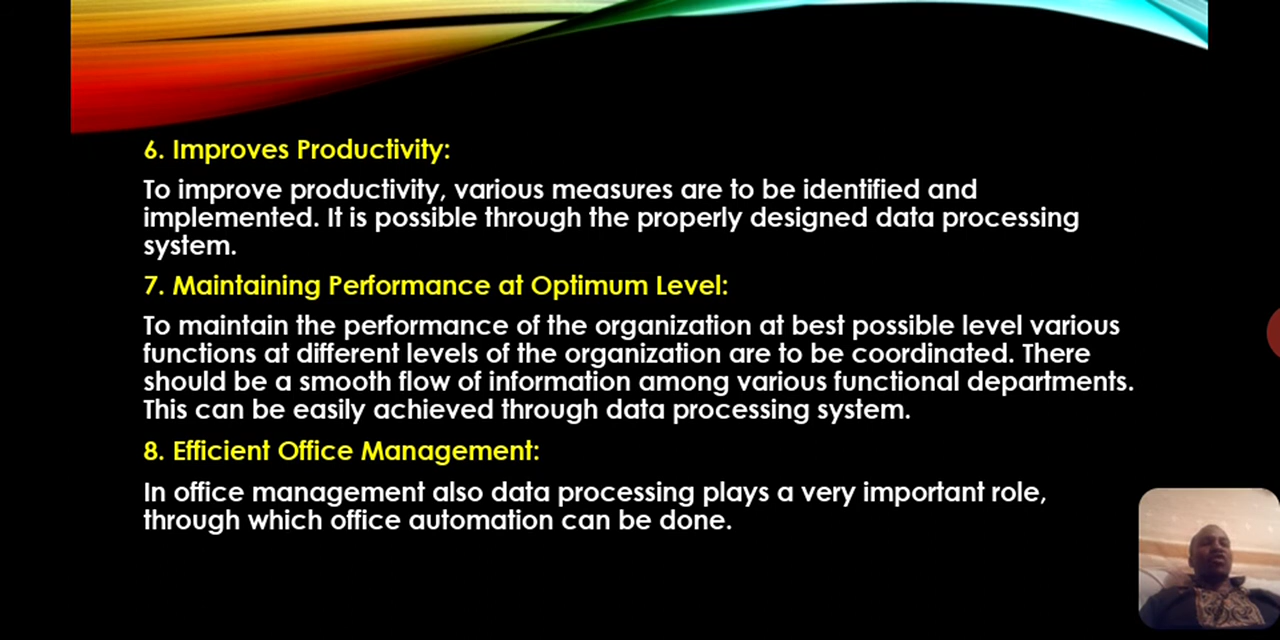 6. Improves Productivity:
To improve productivity, various measures are to be identified and
implemented. It is possible through the properly designed data processing
system.
7. Maintaining Performance at Optimum Level:
To maintain the performance of the organization at best possible level various
functions at different levels of the organization are to be coordinated. There
should be a smooth flow of information among various functional departments.
This can be easily achieved through data processing system.
8. Efficient Office Management:
In office management also data processing plays a very important role,
through which office automation can be done.